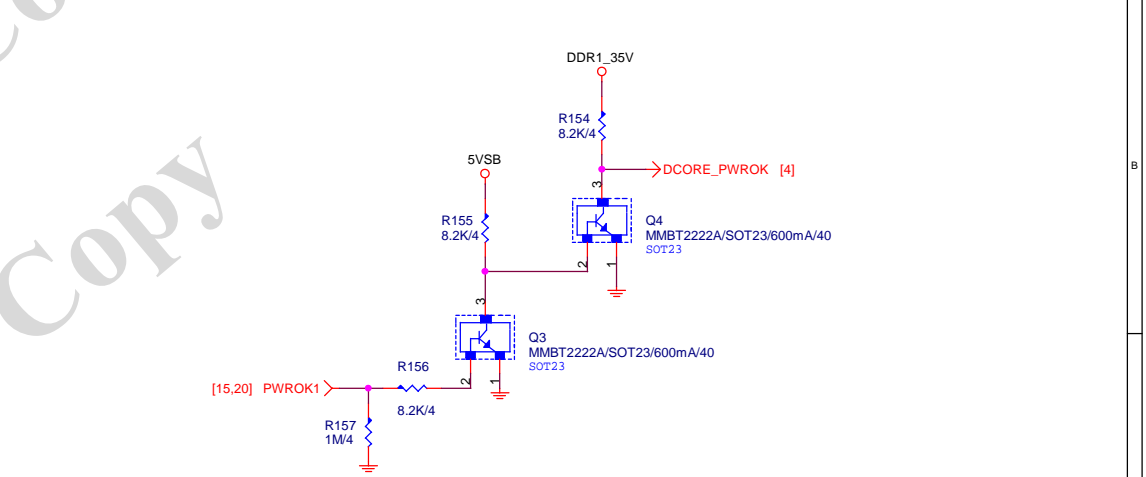 Copy
DDR1_35V
R154
8.2K/4
5VSB
DCORE_PWROK [4]
3
R155
8.2K/4
Q4
MMBT2222A/SOT23/600mA/40
SOT23
2
1
3
Q3
MMBT2222A/SOT23/600mA/40
SOT23
R156
2
1
[15,20] PWROK1
8.2K/4
R157
1M/4
B